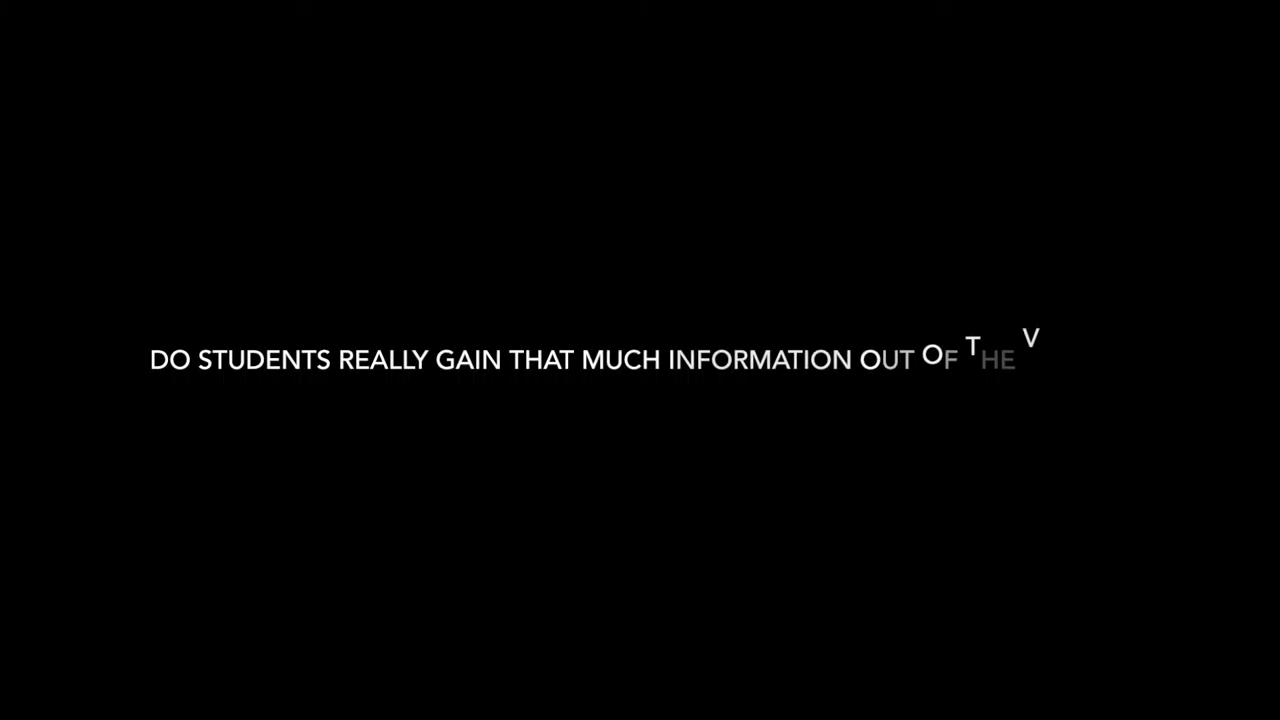 DO STUDENTS REALLY GAIN THAT MUCH INFORMATION OUT OF THE V